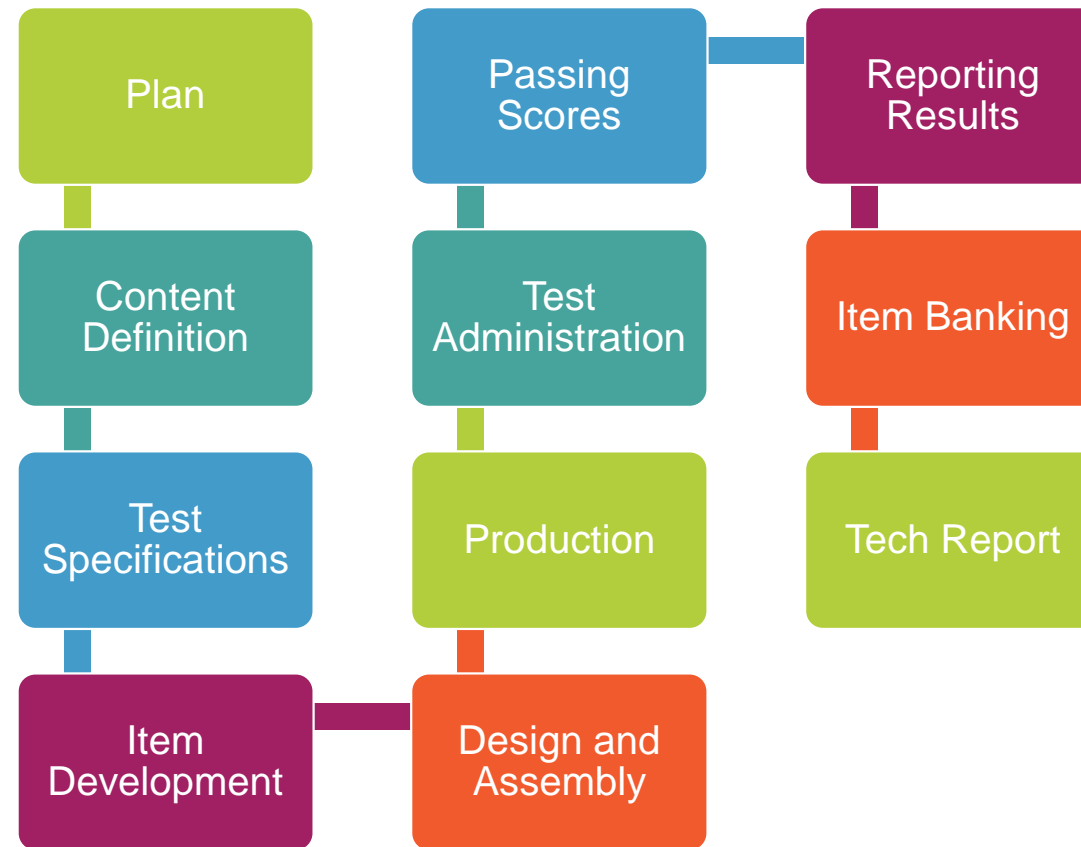 Plan
Content
Definition
Test
Specifications
Item
Development
Design and
Assembly
Production
Test
Administration
Passing
Scores
Reporting
Results
Item Banking
Tech Report